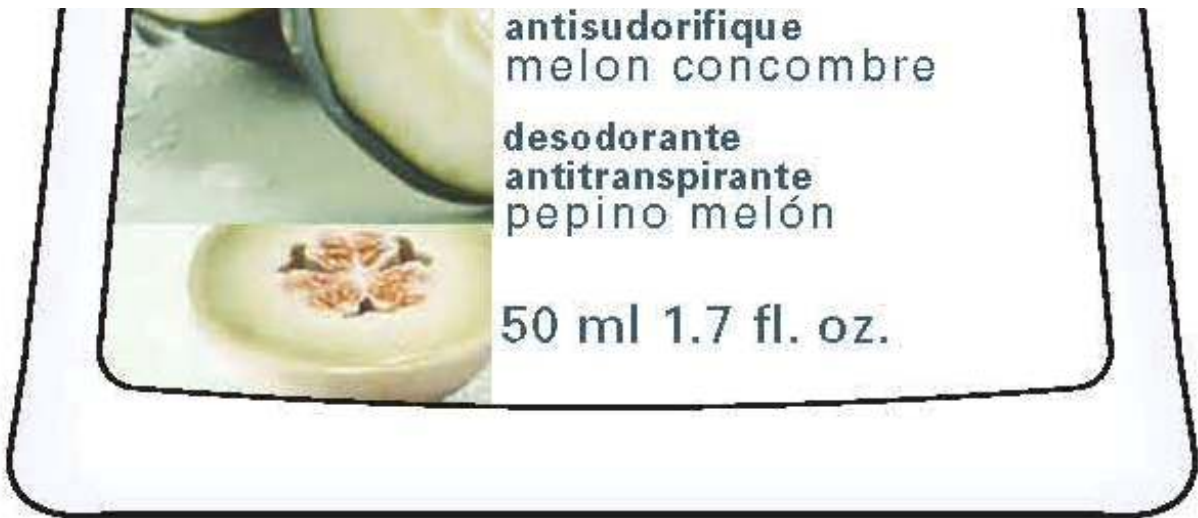 antisudorifique
melon concombre
desodorante
antitranspirante
pepino melón
50 ml 1.7 fl. oz.